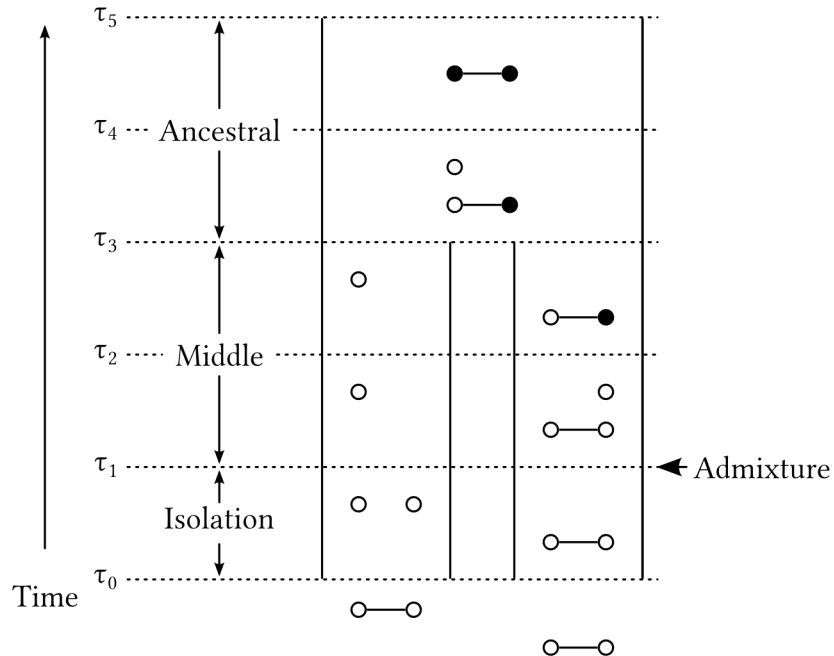 τ5
τ4
Ancestral
τ3
τ2
Middle
τ1
Admixture
Isolation
τ0
Time